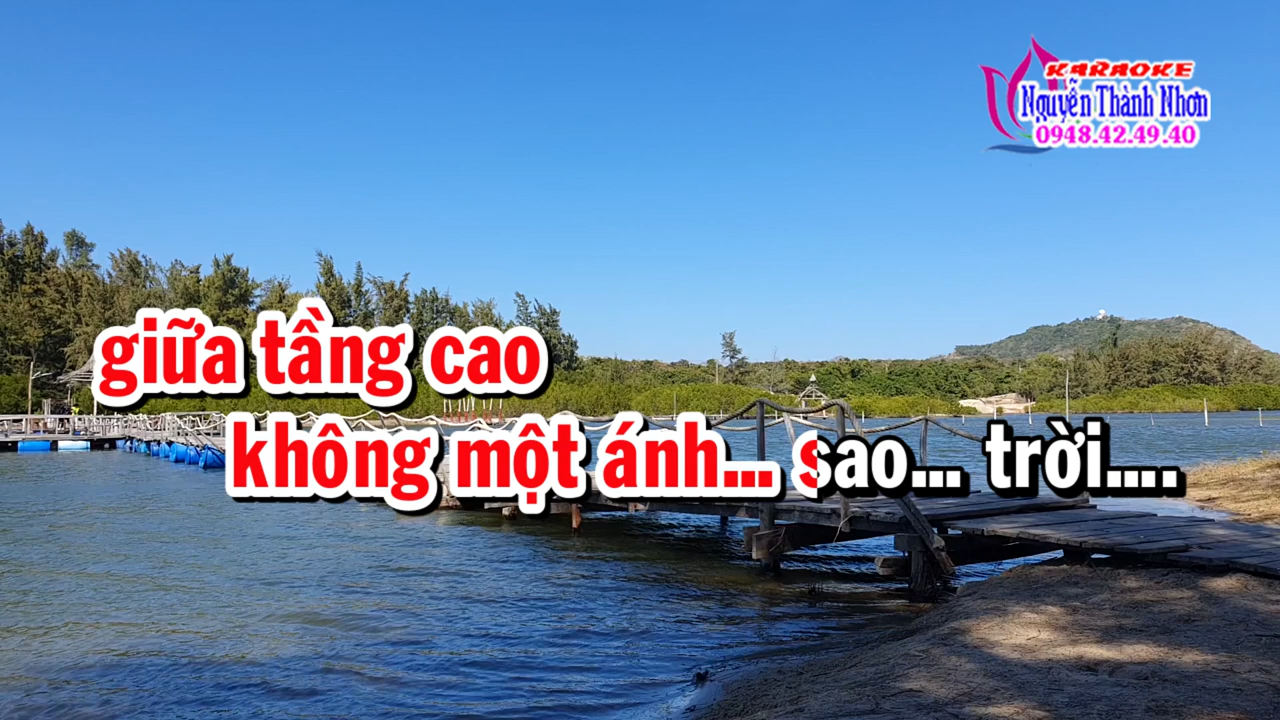 KARAOKE
Nguyễn Thành Nhơn
0948.42.49.40
giữa tầng cao
không một ánh... sao... trời....